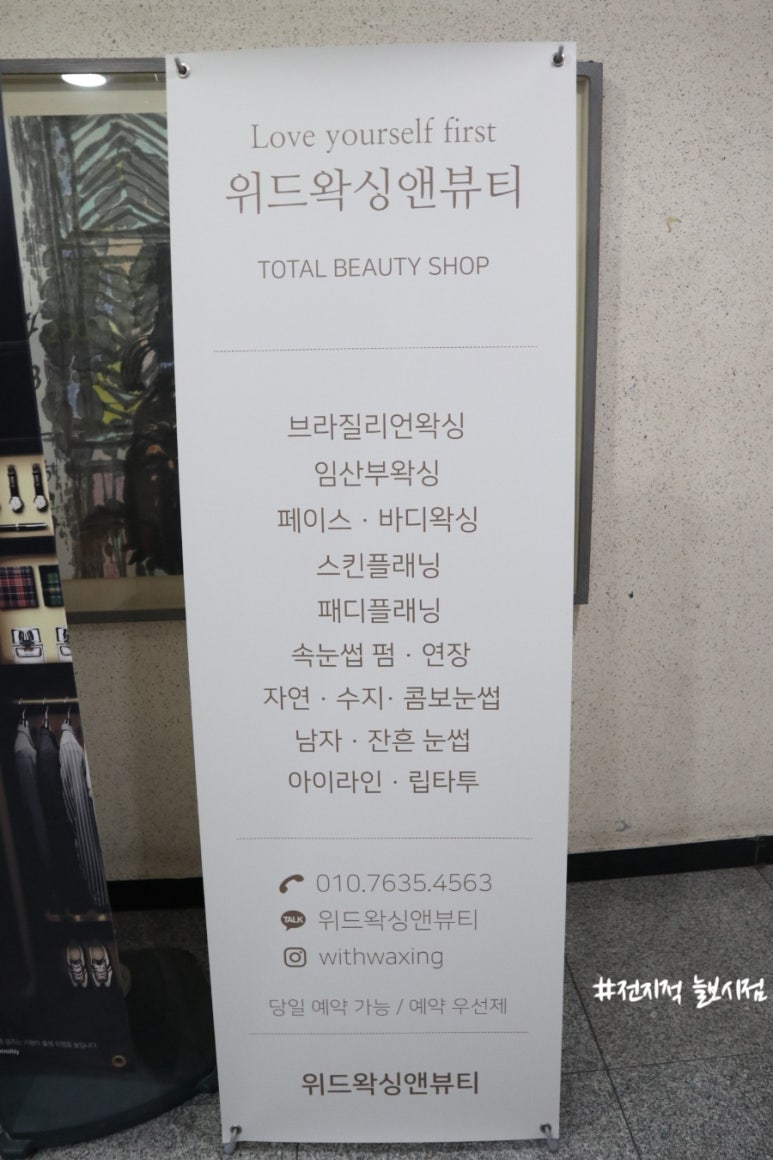 Love yourself first
위드왁싱앤뷰티
TOTAL BEAUTY SHOP
브라질리언왁싱
임산부왁싱
페이스 · 바디왁싱
스킨플래닝
패디플래닝
속눈썹 펌 · 연장
자연 · 수지· 콤보눈썹
남자 · 잔흔 눈썹
아이라인 · 립타투
010.7635.4563
TALK 위드왁싱앤뷰티
withwaxing
당일 예약 가능 / 예약 우선제
위드왁싱앤뷰티
#전지적 늘보시점